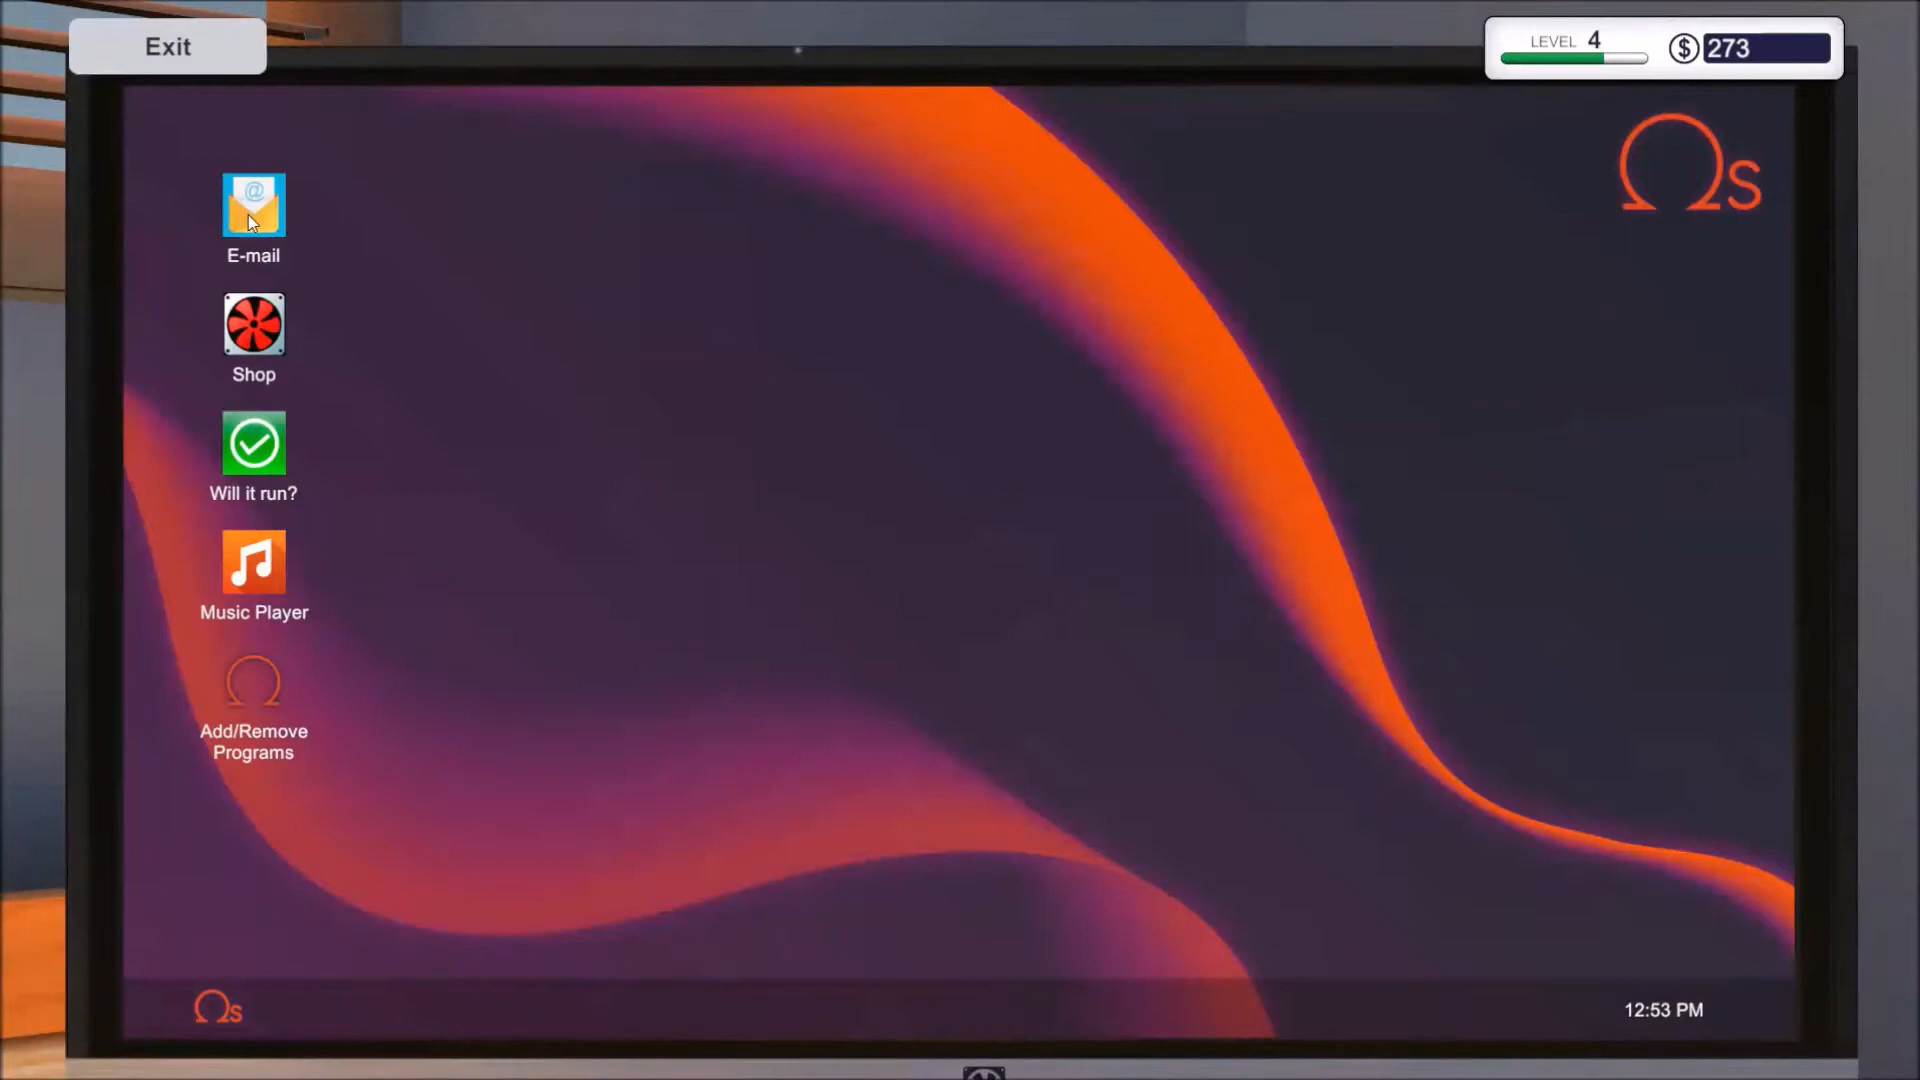 Exit
LEVEL 4
$ 273
Ωs
E-mail
Shop
Will it run?
Music Player
Add/Remove
Programs
Ωs
12:53 PM